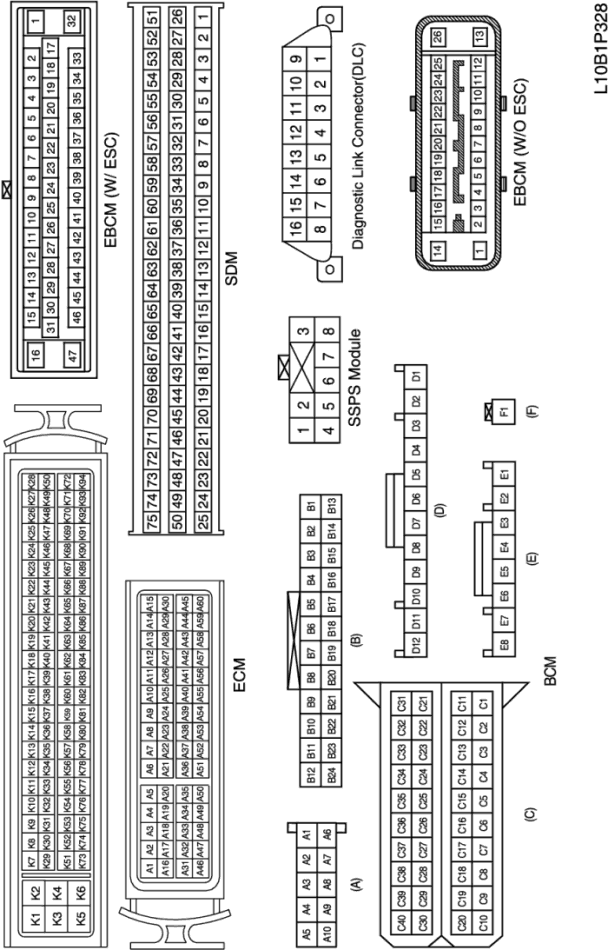 K1 K2 K7 K8 K9 K10 K11 K12 K13 K14 K15 K16 K17 K18 K19 K20 K21 K22 K23 K24 K25 K26 K27 K28
K3 K4 K29 K30 K31 K32 K33 K34 K35 K36 K37 K38 K39 K40 K41 K42 K43 K44 K45 K46 K47 K48 K49 K50
K51 K52 K53 K54 K55 K56 K57 K58 K59 K60 K61 K62 K63 K64 K65 K66 K67 K68 K69 K70 K71 K72
K5 K6 K73 K74 K75 K76 K77 K78 K79 K80 K81 K82 K83 K84 K85 K86 K87 K88 K89 K90 K91 K92 K93 K94
16 15 14 13 12 11 10 9 8 7 6 5 4 3 2 1
31 30 29 28 27 26 25 24 23 22 21 20 19 18 17
47 46 45 44 43 42 41 40 39 38 37 36 35 34 33 32
EBCM (W/ ESC)
A1 A2 A3 A4 A5 A6 A7 A8 A9 A10 A11 A12 A13 A14 A15
A16 A17 A18 A19 A20 A21 A22 A23 A24 A25 A26 A27 A28 A29 A30
A31 A32 A33 A34 A35 A36 A37 A38 A39 A40 A41 A42 A43 A44 A45
A46 A47 A48 A49 A50 A51 A52 A53 A54 A55 A56 A57 A58 A59 A60
ECM
75 74 73 72 71 70 69 68 67 66 65 64 63 62 61 60 59 58 57 56 55 54 53 52 51
50 49 48 47 46 45 44 43 42 41 40 39 38 37 36 35 34 33 32 31 30 29 28 27 26
25 24 23 22 21 20 19 18 17 16 15 14 13 12 11 10 9 8 7 6 5 4 3 2 1
SDM
A5 A4 A3 A2 A1
A10 A9 A8 A7 A6
(A)
B12 B11 B10 B9 B8 B7 B6 B5 B4 B3 B2 B1
B24 B23 B22 B21 B20 B19 B18 B17 B16 B15 B14 B13
(B)
1 2 3
4 5 6 7 8
SSPS Module
16 15 14 13 12 11 10 9
8 7 6 5 4 3 2 1
Diagnostic Link Connector(DLC)
C40 C39 C38 C37 C36 C35 C34 C33 C32 C31
C30 C29 C28 C27 C26 C25 C24 C23 C22 C21
C20 C19 C18 C17 C16 C15 C14 C13 C12 C11
C10 C9 C8 C7 C6 C5 C4 C3 C2 C1
(C)
D12 D11 D10 D9 D8 D7 D6 D5 D4 D3 D2 D1
(D)
E8 E7 E6 E5 E4 E3 E2 E1
(E)
F1
(F)
BCM
14 15 16 17 18 19 20 21 22 23 24 25 26
1 2 3 4 5 6 7 8 9 10 11 12 13
EBCM (W/O ESC)
L10B1P328